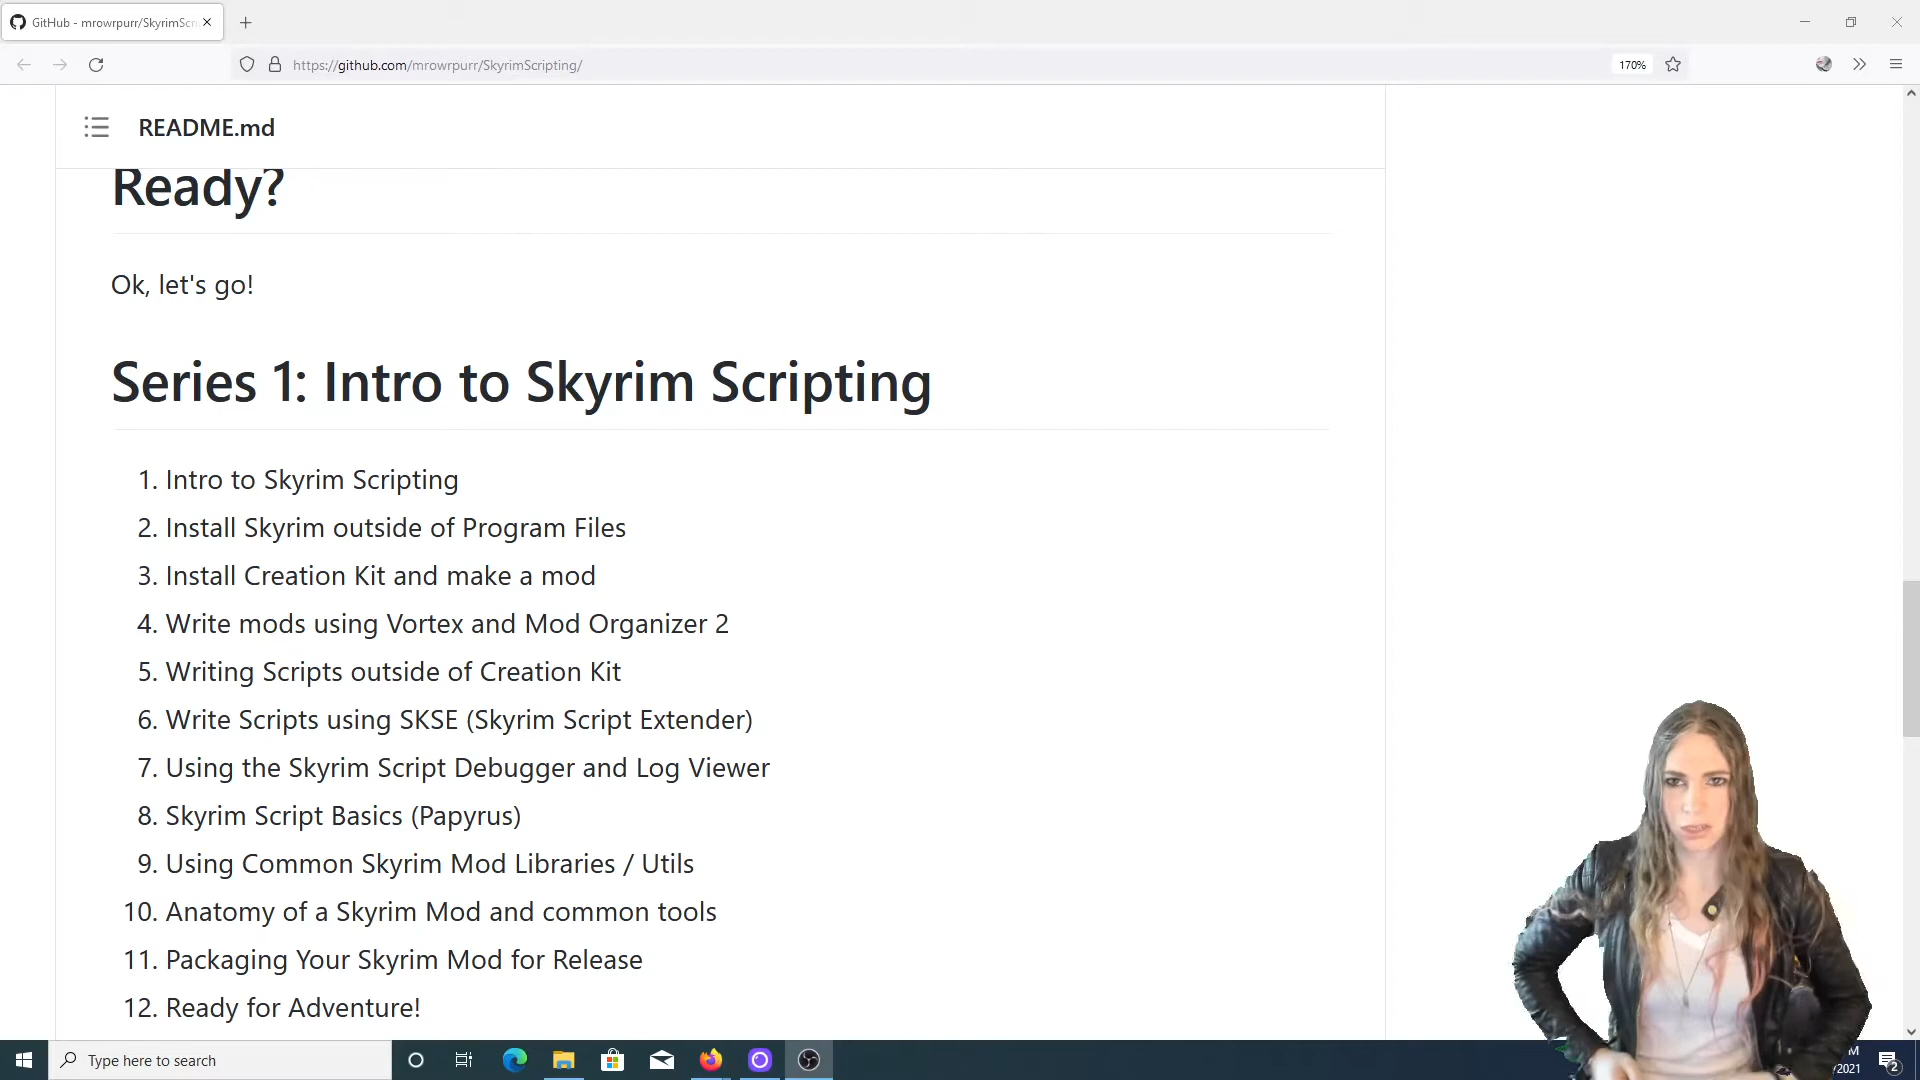 GitHub - mrowrpurr/SkyrimScri
https://github.com/mrowrpurr/SkyrimScripting/
170%
README.md
Ready?
Ok, let's go!
Series 1: Intro to Skyrim Scripting
1. Intro to Skyrim Scripting
2. Install Skyrim outside of Program Files
3. Install Creation Kit and make a mod
4. Write mods using Vortex and Mod Organizer 2
5. Writing Scripts outside of Creation Kit
6. Write Scripts using SKSE (Skyrim Script Extender)
7. Using the Skyrim Script Debugger and Log Viewer
8. Skyrim Script Basics (Papyrus)
9. Using Common Skyrim Mod Libraries / Utils
10. Anatomy of a Skyrim Mod and common tools
11. Packaging Your Skyrim Mod for Release
12. Ready for Adventure!
Type here to search
M
/2021
2